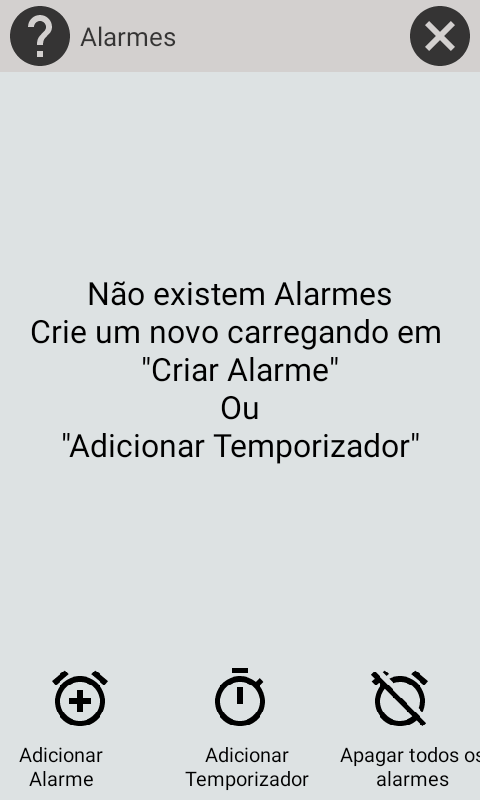 Alarmes
Não existem Alarmes
Crie um novo carregando em
"Criar Alarme"
Ou
"Adicionar Temporizador"
Adicionar
Alarme
Adicionar
Temporizador
Apagar todos os
alarmes